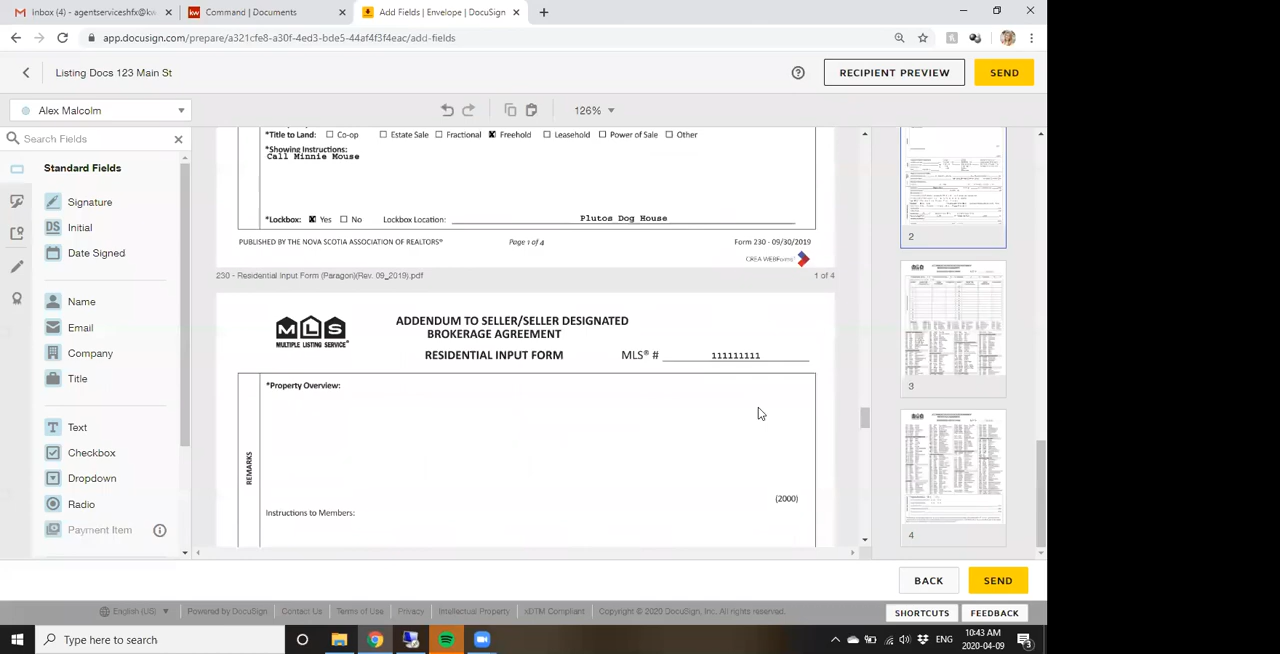 inbox (4) - agentserviceshfx@kw
kw Command | Documents
Add Fields | Envelope | DocuSign
app.docusign.com/prepare/a321cfe8-a30f-4ed3-bde5-44af4f3f4eac/add-fields
Listing Docs 123 Main St
RECIPIENT PREVIEW
SEND
Alex Malcolm
126%
Search Fields
Standard Fields
Signature
DS Initial
Date Signed
Name
Email
Company
Title
T Text
Checkbox
Dropdown
Radio
Payment Item
*Title to Land: Co-op Estate Sale Fractional Freehold Leasehold Power of Sale Other
*Showing Instructions:
Call Minnie Mouse
*Lockbox: Yes No Lockbox Location: Plutos Dog House
PUBLISHED BY THE NOVA SCOTIA ASSOCIATION OF REALTORS® Page 1 of 4 Form 230 - 09/30/2019
CREA WEBForms
230 - Residential Input Form (Paragon)(Rev. 09_2019).pdf 1 of 4
MLS
MULTIPLE LISTING SERVICE®
ADDENDUM TO SELLER/SELLER DESIGNATED
BROKERAGE AGREEMENT
RESIDENTIAL INPUT FORM MLS® # 111111111
*Property Overview:
REMARKS
(2000)
Instructions to Members:
2
3
4
BACK
SEND
English (US) Powered by DocuSign Contact Us Terms of Use Privacy Intellectual Property xDTM Compliant Copyright © 2020 DocuSign, Inc. All rights reserved.
SHORTCUTS
FEEDBACK
Type here to search
ENG
10:43 AM
2020-04-09
3